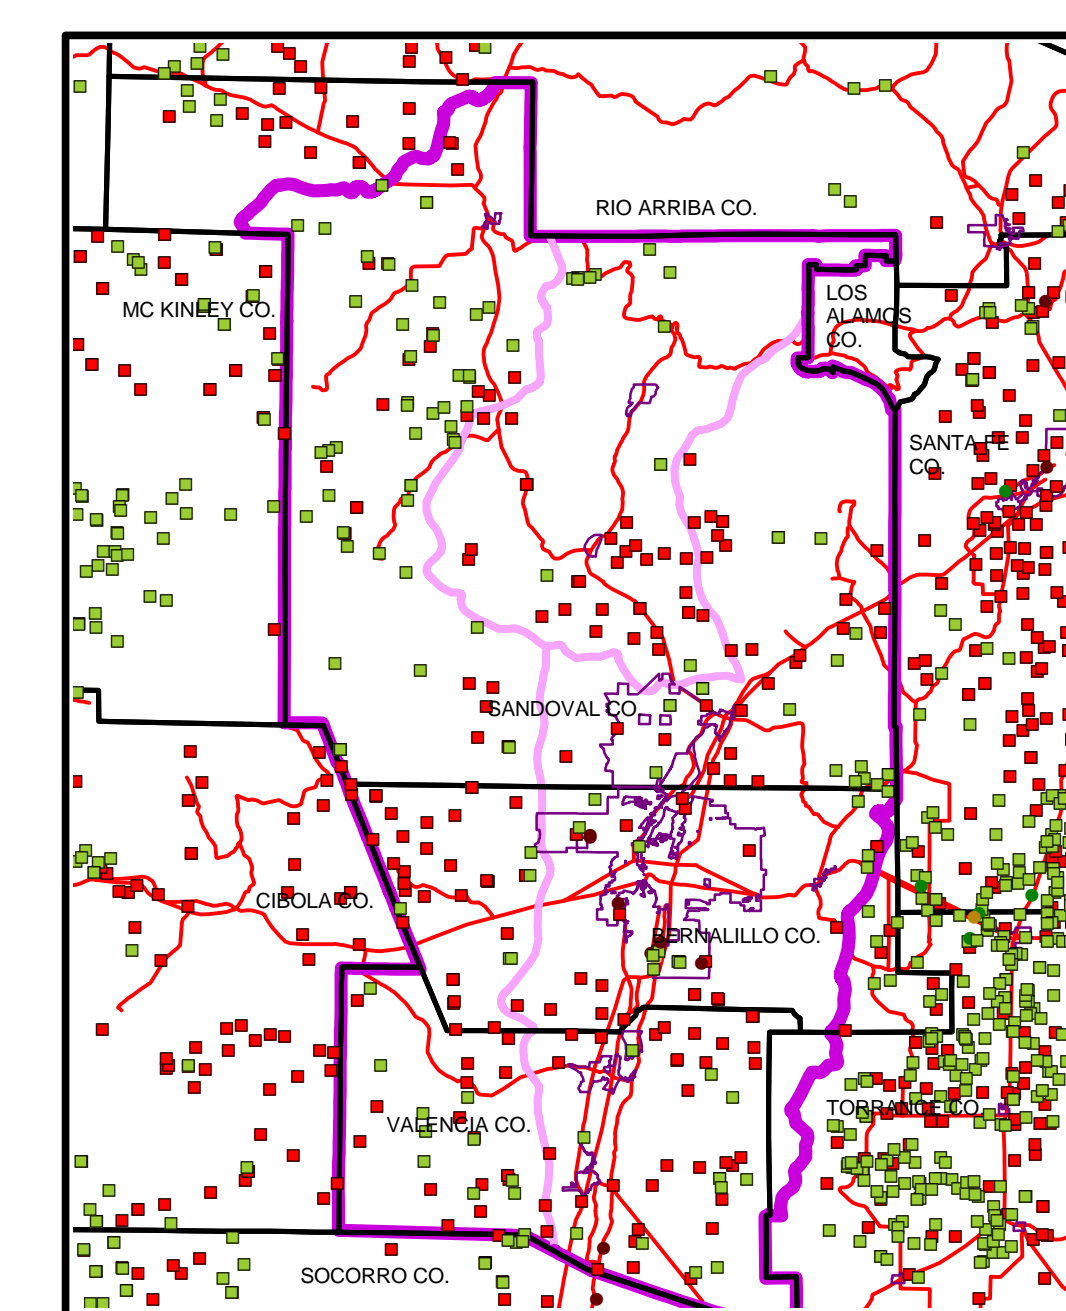 RIO ARRIBA CO.
LOS
ALAMOS
CO.
MC KINLEY CO.
SANTA FE
CO.
SANDOVAL CO.
CIBOLA CO.
BERNALILLO CO.
TORRANCE CO.
VALENCIA CO.
SOCORRO CO.